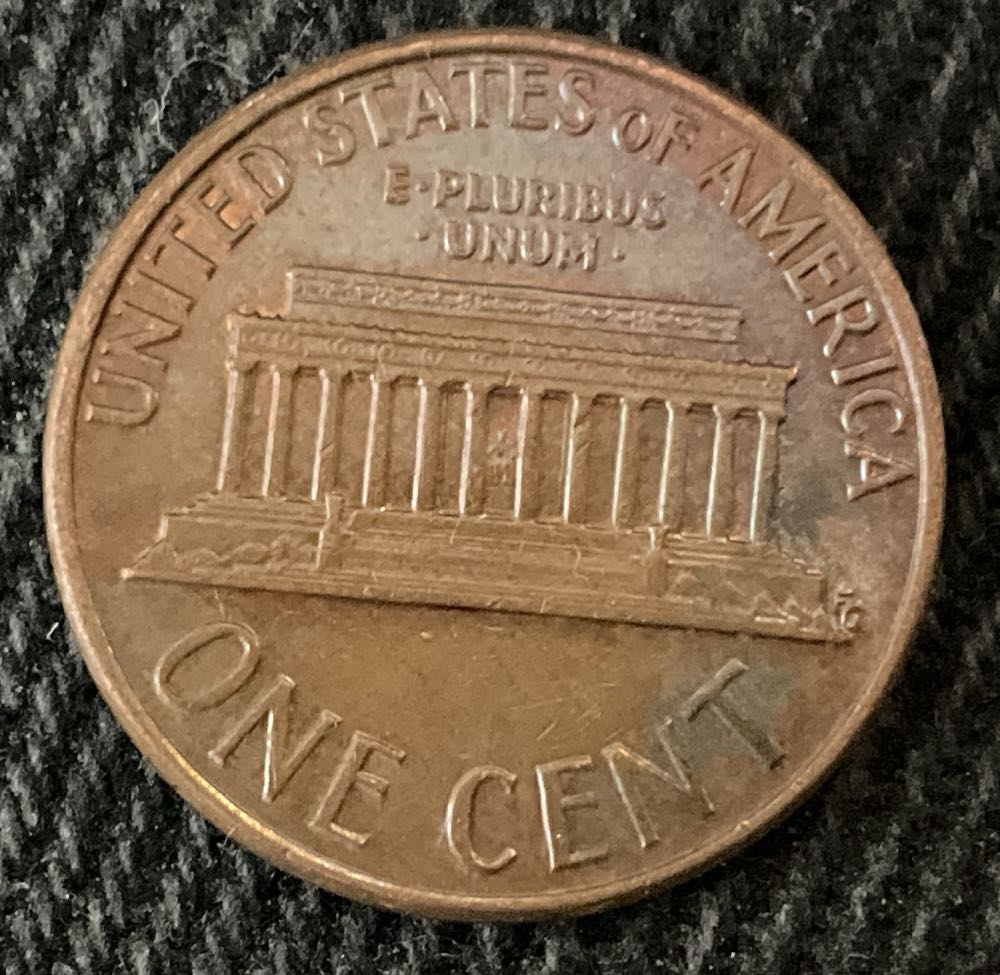 UNITED STATES OF AMERICA
E·PLURIBUS
·UNUM·
ONE CENT